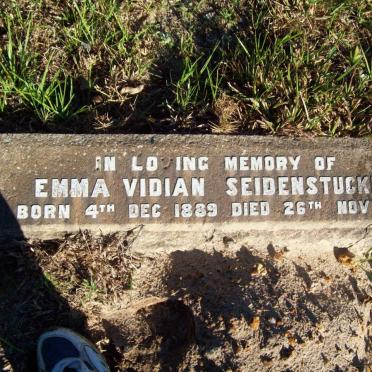 IN LOVING MEMORY OF
EMMA VIDIAN SEIDENSTUCK
BORN 4TH DEC 1889 DIED 26TH NOV